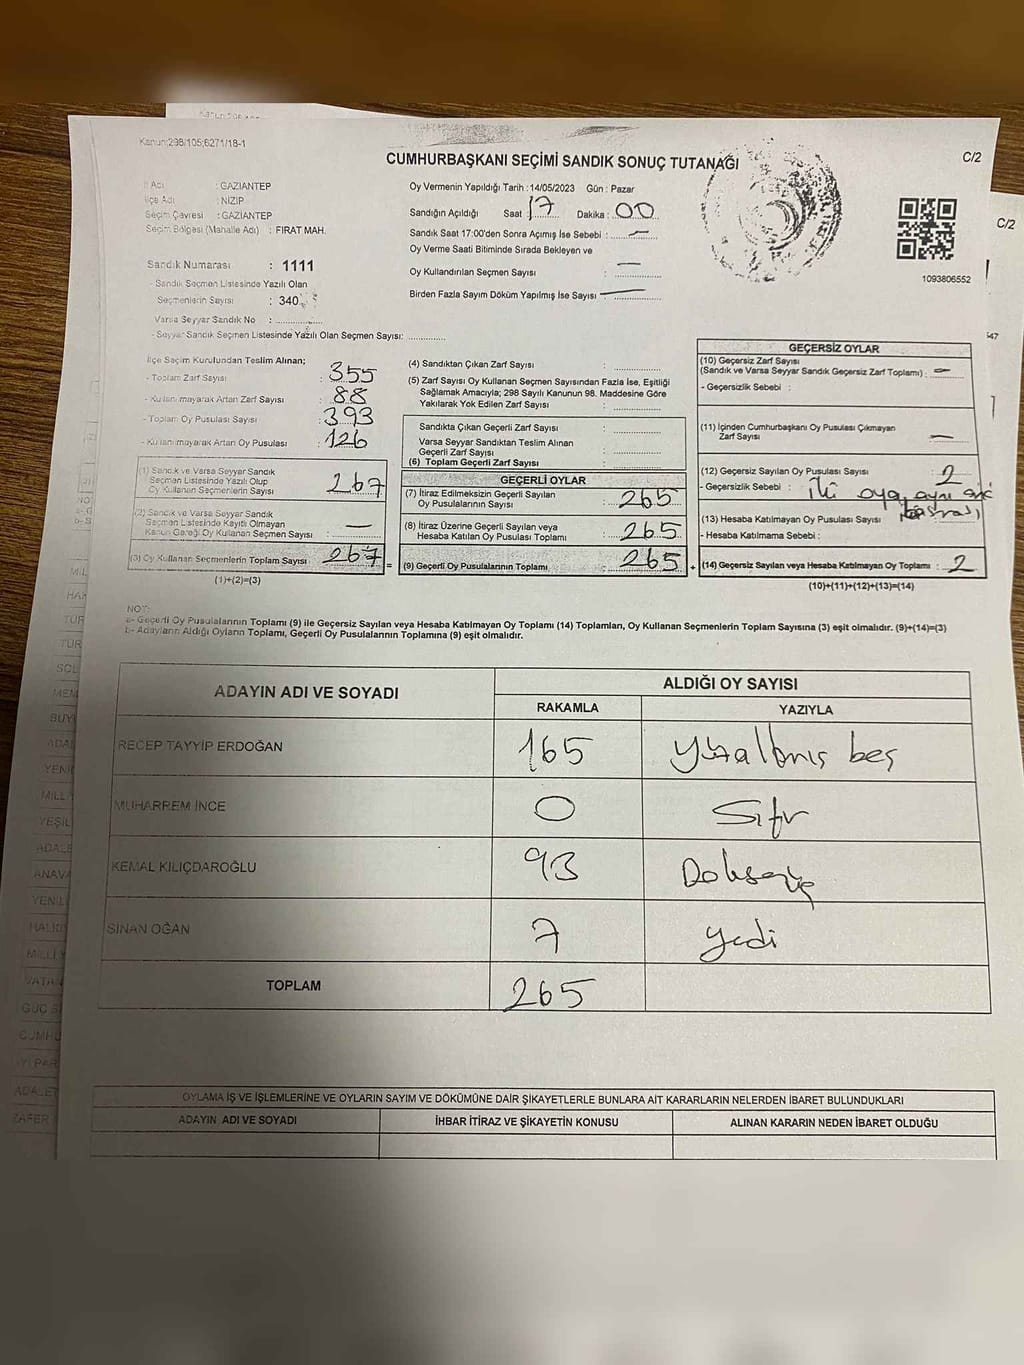 Kanun;298/105;6271/18-1
CUMHURBAŞKANI SEÇİMİ SANDIK SONUÇ TUTANAĞI
C/2
İl Adı : GAZİANTEP
İlçe Adı : NİZİP
Seçim Çevresi : GAZİANTEP
Seçim Bölgesi (Mahalle Adı) : FIRAT MAH.
Oy Vermenin Yapıldığı Tarih : 14/05/2023 Gün : Pazar
Sandığın Açıldığı Saat : 17 Dakika : 00
Sandık Saat 17:00'den Sonra Açımış İse Sebebi : —
Oy Verme Saati Bitiminde Sırada Bekleyen ve
Oy Kullandırılan Seçmen Sayısı : —
Birden Fazla Sayım Döküm Yapılmış İse Sayısı : —
1093806552
C/2
Sandık Numarası : 1111
- Sandık Seçmen Listesinde Yazılı Olan
Seçmenlerin Sayısı : 340
Varsa Seyyar Sandık No :
- Seyyar Sandık Seçmen Listesinde Yazılı Olan Seçmen Sayısı:
İlçe Seçim Kurulundan Teslim Alınan;
- Toplam Zarf Sayısı : 355
- Kullanılmayarak Artan Zarf Sayısı : 88
- Toplam Oy Pusulası Sayısı : 393
- Kullanılmayarak Artan Oy Pusulası : 126
(1) Sandık ve Varsa Seyyar Sandık
Seçmen Listesinde Yazılı Olup
Oy Kullanan Seçmenlerin Sayısı : 267
(2) Sandık ve Varsa Seyyar Sandık
Seçmen Listesinde Kayıtlı Olmayan
Kanun Gereği Oy Kullanan Seçmen Sayısı : —
(3) Oy Kullanan Seçmenlerin Toplam Sayısı : 267
(1)+(2)=(3)
(4) Sandıktan Çıkan Zarf Sayısı :
(5) Zarf Sayısı Oy Kullanan Seçmen Sayısından Fazla İse, Eşitliği
Sağlamak Amacıyla; 298 Sayılı Kanunun 98. Maddesine Göre
Yakılarak Yok Edilen Zarf Sayısı :
Sandıkta Çıkan Geçerli Zarf Sayısı :
Varsa Seyyar Sandıktan Teslim Alınan
Geçerli Zarf Sayısı :
(6) Toplam Geçerli Zarf Sayısı :
GEÇERLİ OYLAR
(7) İtiraz Edilmeksizin Geçerli Sayılan
Oy Pusulalarının Sayısı : 265
(8) İtiraz Üzerine Geçerli Sayılan veya
Hesaba Katılan Oy Pusulası Toplamı : 265
= (9) Geçerli Oy Pusulalarının Toplamı : 265
GEÇERSİZ OYLAR
(10) Geçersiz Zarf Sayısı
(Sandık ve Varsa Seyyar Sandık Geçersiz Zarf Toplamı) : —
- Geçersizlik Sebebi :
(11) İçinden Cumhurbaşkanı Oy Pusulası Çıkmayan
Zarf Sayısı : —
(12) Geçersiz Sayılan Oy Pusulası Sayısı : 2
- Geçersizlik Sebebi : İki oya, aynı
(13) Hesaba Katılmayan Oy Pusulası Sayısı :
- Hesaba Katılmama Sebebi :
+ (14) Geçersiz Sayılan veya Hesaba Katılmayan Oy Toplamı : 2
(10)+(11)+(12)+(13)=(14)
NOT:
a- Geçerli Oy Pusulalarının Toplamı (9) ile Geçersiz Sayılan veya Hesaba Katılmayan Oy Toplamı (14) Toplamları, Oy Kullanan Seçmenlerin Toplam Sayısına (3) eşit olmalıdır. (9)+(14)=(3)
b- Adayların Aldığı Oyların Toplamı, Geçerli Oy Pusulalarının Toplamına (9) eşit olmalıdır.
ADAYIN ADI VE SOYADI
ALDIĞI OY SAYISI
RAKAMLA YAZIYLA
RECEP TAYYİP ERDOĞAN 165 Yüzaltmış beş
MUHARREM İNCE 0 Sıfır
KEMAL KILIÇDAROĞLU 93 Doksanüç
SİNAN OĞAN 7 yedi
TOPLAM 265
OYLAMA İŞ VE İŞLEMLERİNE VE OYLARIN SAYIM VE DÖKÜMÜNE DAİR ŞİKAYETLERLE BUNLARA AİT KARARLARIN NELERDEN İBARET BULUNDUKLARI
ADAYIN ADI VE SOYADI İHBAR İTİRAZ VE ŞİKAYETİN KONUSU ALINAN KARARIN NEDEN İBARET OLDUĞU